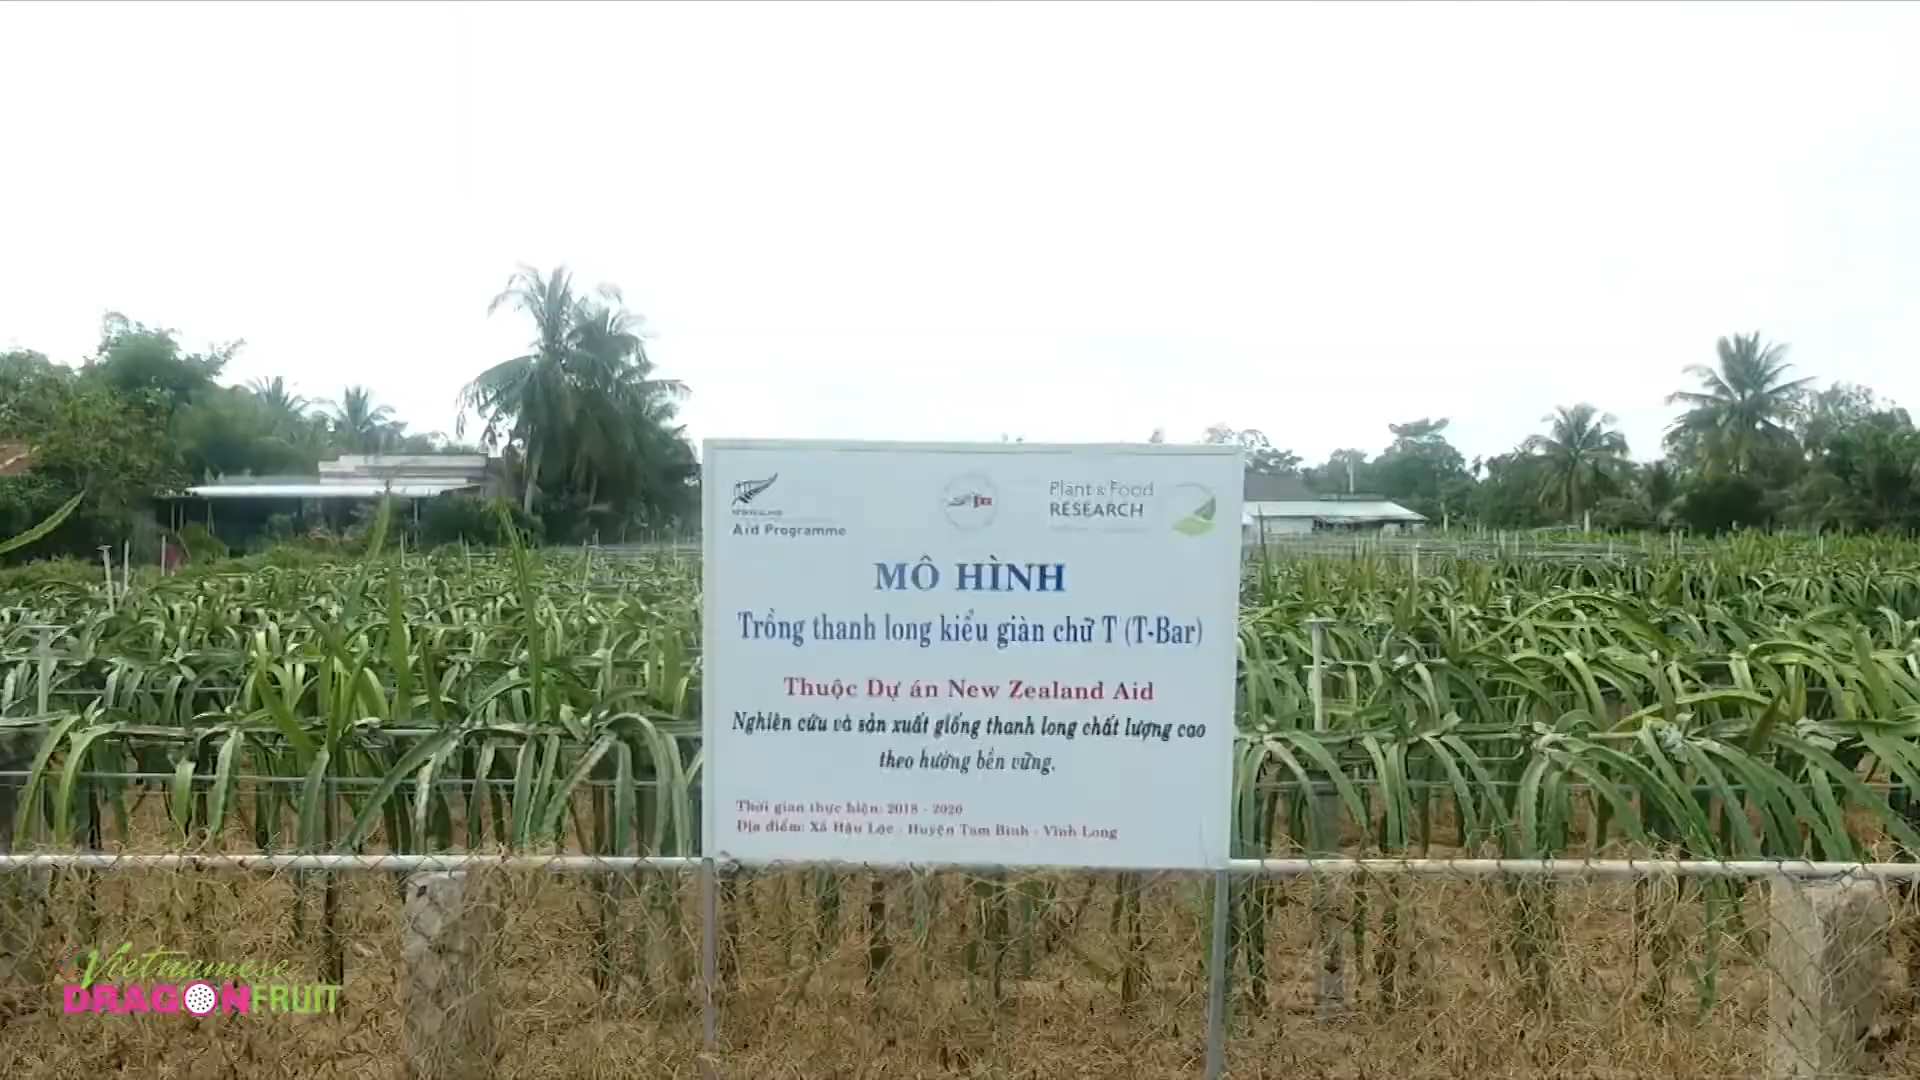 Plant & Food
RESEARCH
Aid Programme
MÔ HÌNH
Trồng thanh long kiểu giàn chữ T (T-Bar)
Thuộc Dự án New Zealand Aid
Nghiên cứu và sản xuất giống thanh long chất lượng cao
theo hướng bền vững.
Thời gian thực hiện: 2018 - 2020
Địa điểm: Xã Hậu Lộc - Huyện Tam Bình - Vĩnh Long
Vietnamese
DRAGONFRUIT